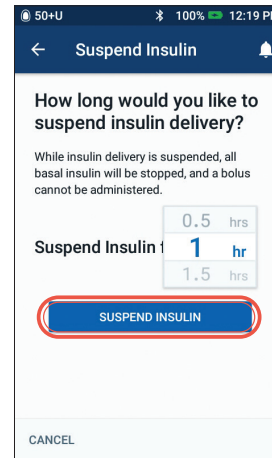 50+U 100% 12:19 P
Suspend Insulin
How long would you like to
suspend insulin delivery?
While insulin delivery is suspended, all
basal insulin will be stopped, and a bolus
cannot be administered.
0.5 hrs
Suspend Insulin f 1 hr
1.5 hrs
SUSPEND INSULIN
CANCEL